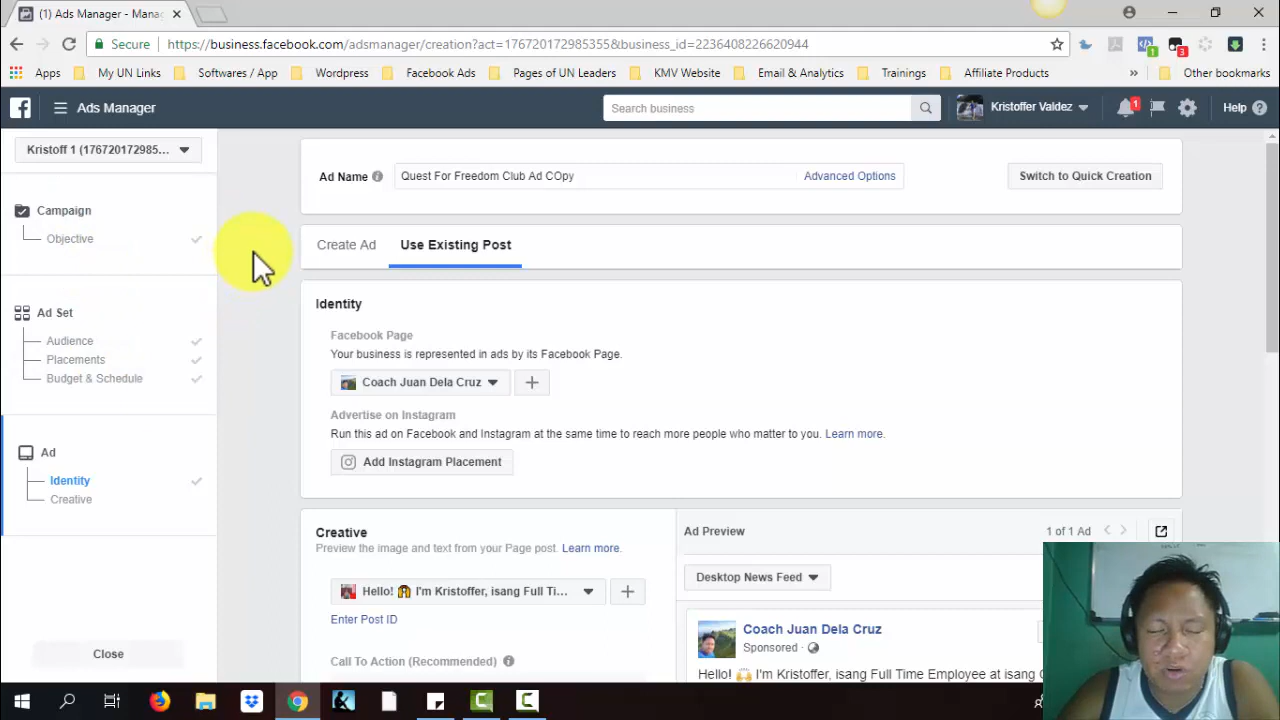 (1) Ads Manager - Mana
Secure https://business.facebook.com/adsmanager/creation?act=176720172985355&business_id=2236408226620944
Apps My UN Links Softwares / App Wordpress Facebook Ads Pages of UN Leaders KMV Website Email & Analytics Trainings Affiliate Products » Other bookmarks
Ads Manager Search business Kristoffer Valdez 1 Help
Kristoff 1 (176720172985...
Ad Name Quest For Freedom Club Ad COpy Advanced Options Switch to Quick Creation
Campaign
Objective
Create Ad Use Existing Post
Ad Set
Audience
Placements
Budget & Schedule
Ad
Identity
Creative
Close
Identity
Facebook Page
Your business is represented in ads by its Facebook Page.
Coach Juan Dela Cruz
Advertise on Instagram
Run this ad on Facebook and Instagram at the same time to reach more people who matter to you. Learn more.
Add Instagram Placement
Creative
Preview the image and text from your Page post. Learn more.
Hello! 🙌 I'm Kristoffer, isang Full Ti...
Enter Post ID
Call To Action (Recommended)
Ad Preview 1 of 1 Ad
Desktop News Feed
Coach Juan Dela Cruz
Sponsored ·
Hello! 🙌 I'm Kristoffer, isang Full Time Employee at isang C